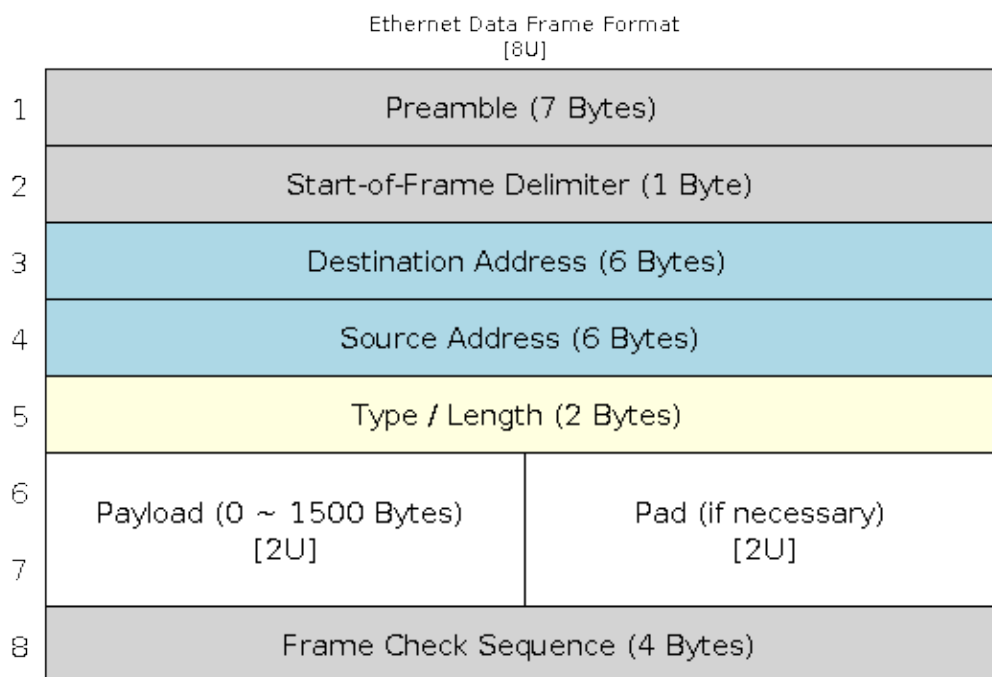 Ethernet Data Frame Format
[8U]
1
Preamble (7 Bytes)
2
Start-of-Frame Delimiter (1 Byte)
3
Destination Address (6 Bytes)
4
Source Address (6 Bytes)
5
Type / Length (2 Bytes)
6
Payload (0 ~ 1500 Bytes)
[2U]
Pad (if necessary)
[2U]
7
8
Frame Check Sequence (4 Bytes)